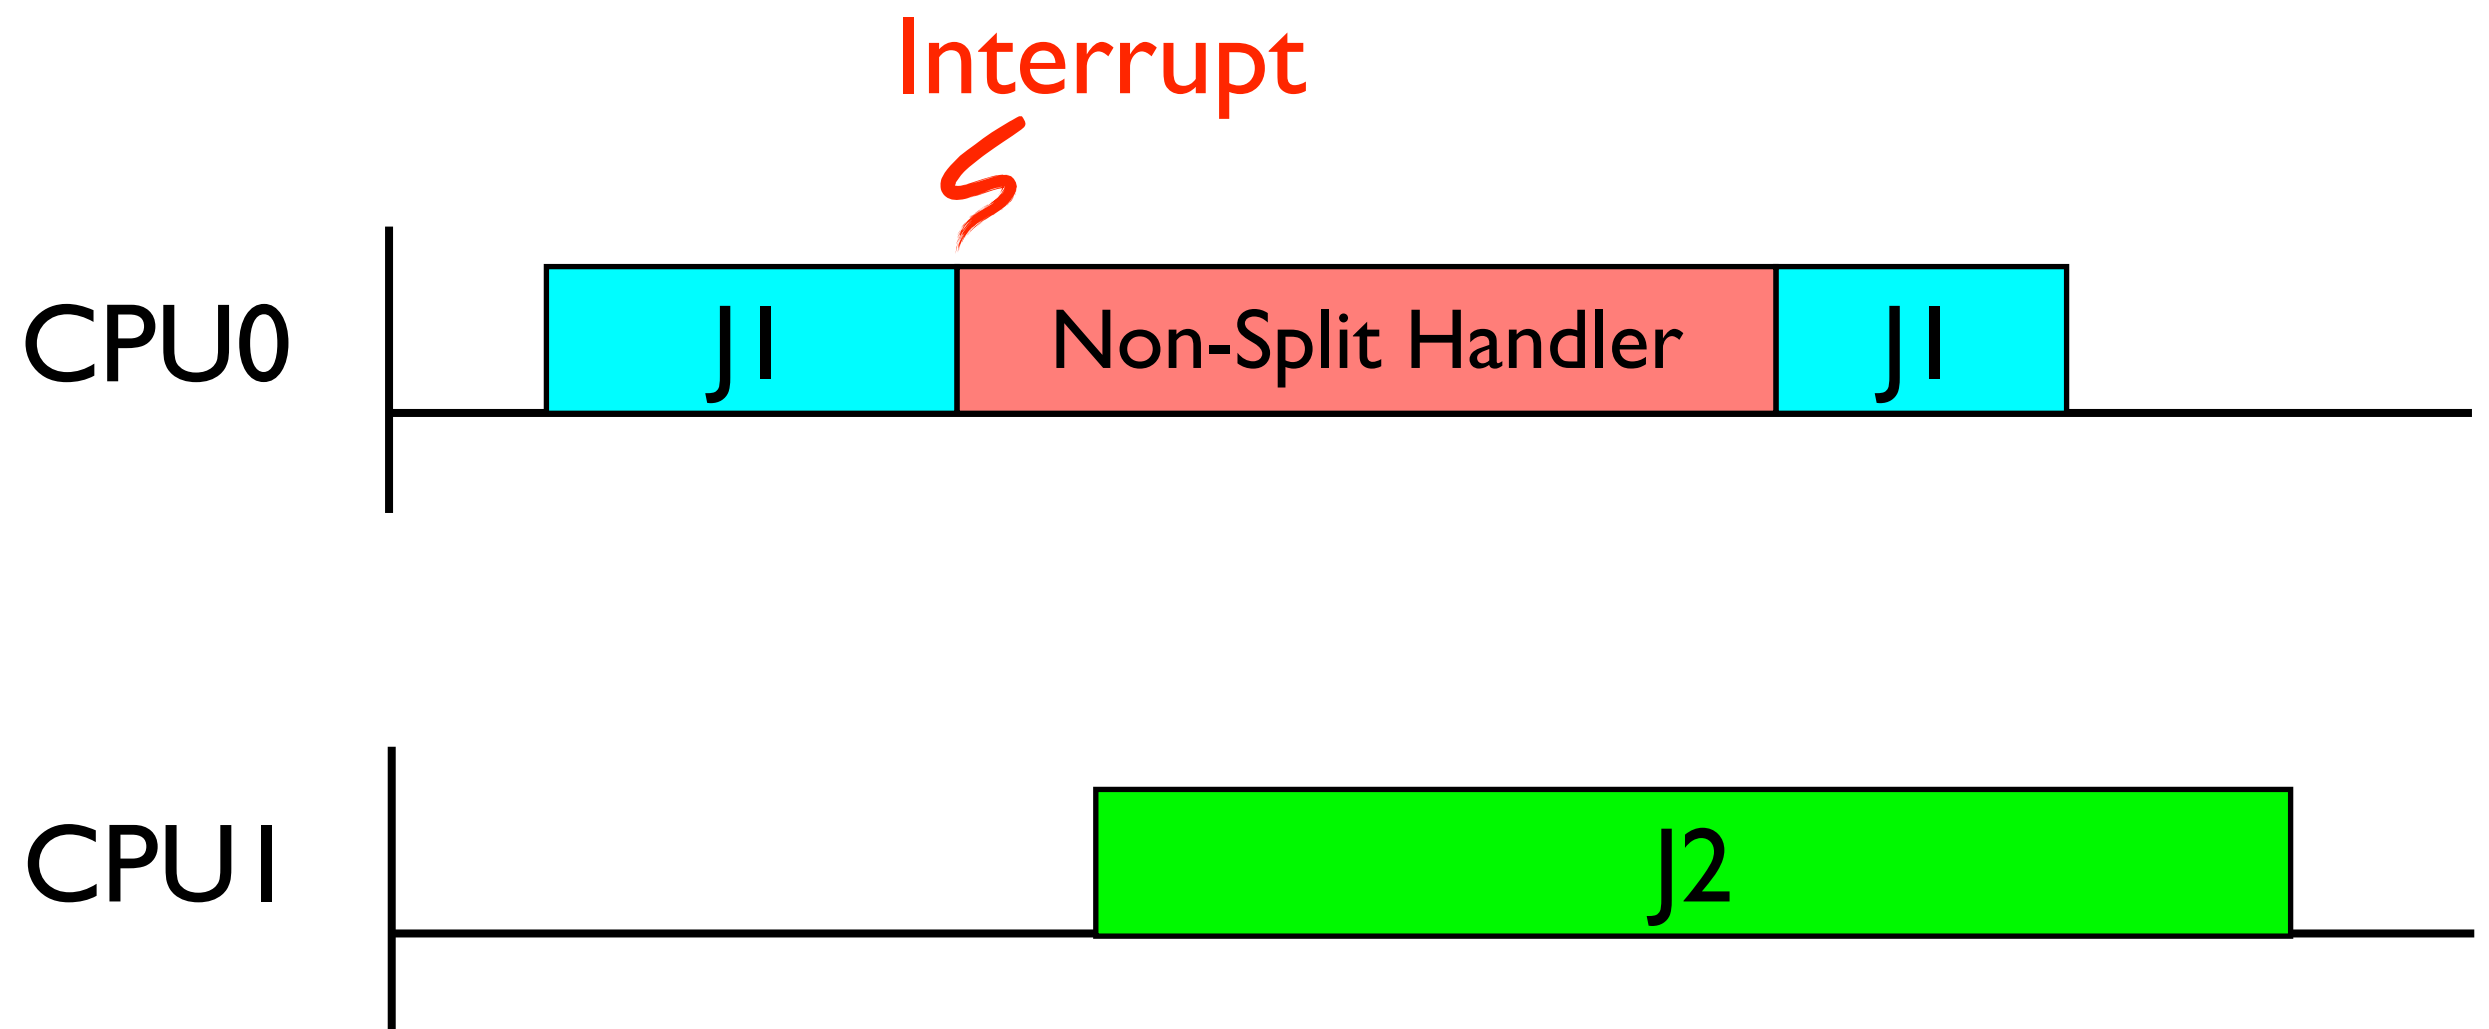 Interrupt
CPU0
J1
Non-Split Handler
J1
CPU1
J2